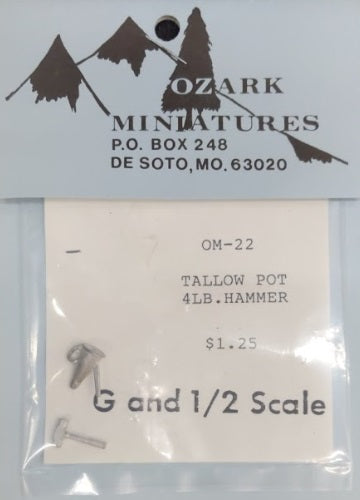 OZARK
MINIATURES
P.O. BOX 248
DE SOTO, MO. 63020
OM-22
TALLOW POT
4LB.HAMMER
$1.25
G and 1/2 Scale